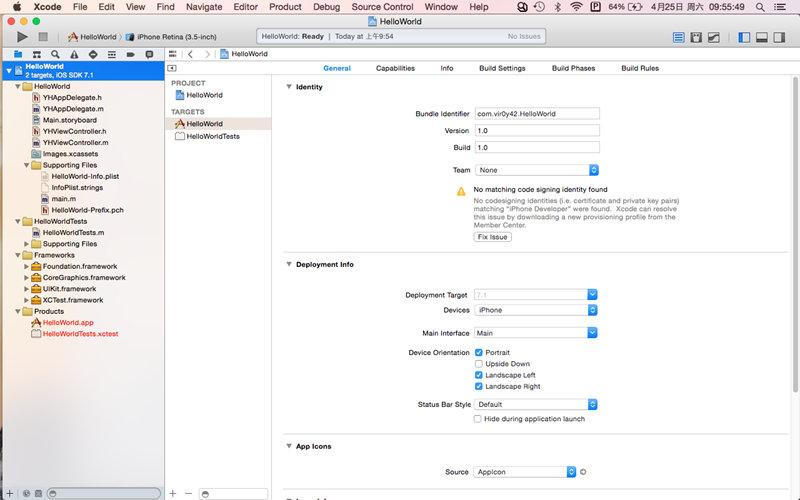 Xcode File Edit View Find Navigate Editor Product Debug Source Control Window 64% 4月25日 周六 09:55:49
HelloWorld
HelloWorld iPhone Retina (3.5-inch)
HelloWorld: Ready Today at 上午9:54
No Issues
HelloWorld
HelloWorld
2 targets, iOS SDK 7.1
HelloWorld
YHAppDelegate.h
YHAppDelegate.m
Main.storyboard
YHViewController.h
YHViewController.m
Images.xcassets
Supporting Files
HelloWorld-Info.plist
InfoPlist.strings
main.m
HelloWorld-Prefix.pch
HelloWorldTests
HelloWorldTests.m
Supporting Files
Frameworks
Foundation.framework
CoreGraphics.framework
UIKit.framework
XCTest.framework
Products
HelloWorld.app
HelloWorldTests.xctest
PROJECT
HelloWorld
TARGETS
HelloWorld
HelloWorldTests
General Capabilities Info Build Settings Build Phases Build Rules
Identity
Bundle Identifier com.vir0y42.HelloWorld
Version 1.0
Build 1.0
Team None
No matching code signing identity found
No codesigning identities (i.e. certificate and private key pairs)
matching "iPhone Developer" were found. Xcode can resolve
this issue by downloading a new provisioning profile from the
Member Center.
Fix Issue
Deployment Info
Deployment Target 7.1
Devices iPhone
Main Interface Main
Device Orientation Portrait
Upside Down
Landscape Left
Landscape Right
Status Bar Style Default
Hide during application launch
App Icons
Source AppIcon